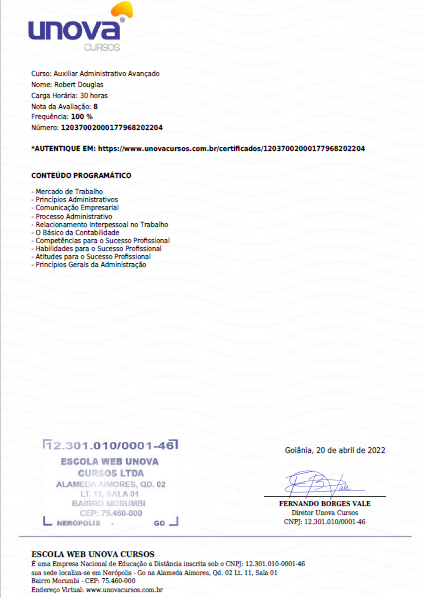 unova
CURSOS
Curso: Auxiliar Administrativo Avançado
Nome: Robert Douglas
Carga Horária: 30 horas
Nota da Avaliação: 8
Frequência: 100 %
Número: 12037002000177968202204
*AUTENTIQUE EM: https://www.unovacursos.com.br/certificados/12037002000177968202204
CONTEÚDO PROGRAMÁTICO
- Mercado de Trabalho
- Princípios Administrativos
- Comunicação Empresarial
- Processo Administrativo
- Relacionamento Interpessoal no Trabalho
- O Básico da Contabilidade
- Competências para o Sucesso Profissional
- Habilidades para o Sucesso Profissional
- Atitudes para o Sucesso Profissional
- Princípios Gerais da Administração
12.301.010/0001-46
ESCOLA WEB UNOVA
CURSOS LTDA
ALAMEDA AIMORES, QD. 02
LT. 11, SALA 01
BAIRRO MORUMBI
CEP: 75.460-000
NERÓPOLIS - GO
Goiânia, 20 de abril de 2022
FERNANDO BORGES VALE
Diretor Unova Cursos
CNPJ: 12.301.010/0001-46
ESCOLA WEB UNOVA CURSOS
É uma Empresa Nacional de Educação a Distância inscrita sob o CNPJ: 12.301.010-0001-46
sua sede localiza-se em Nerópolis - Go na Alameda Aimores, Qd. 02 Lt. 11, Sala 01
Bairro Morumbi - CEP: 75.460-000
Endereço Virtual: www.unovacursos.com.br